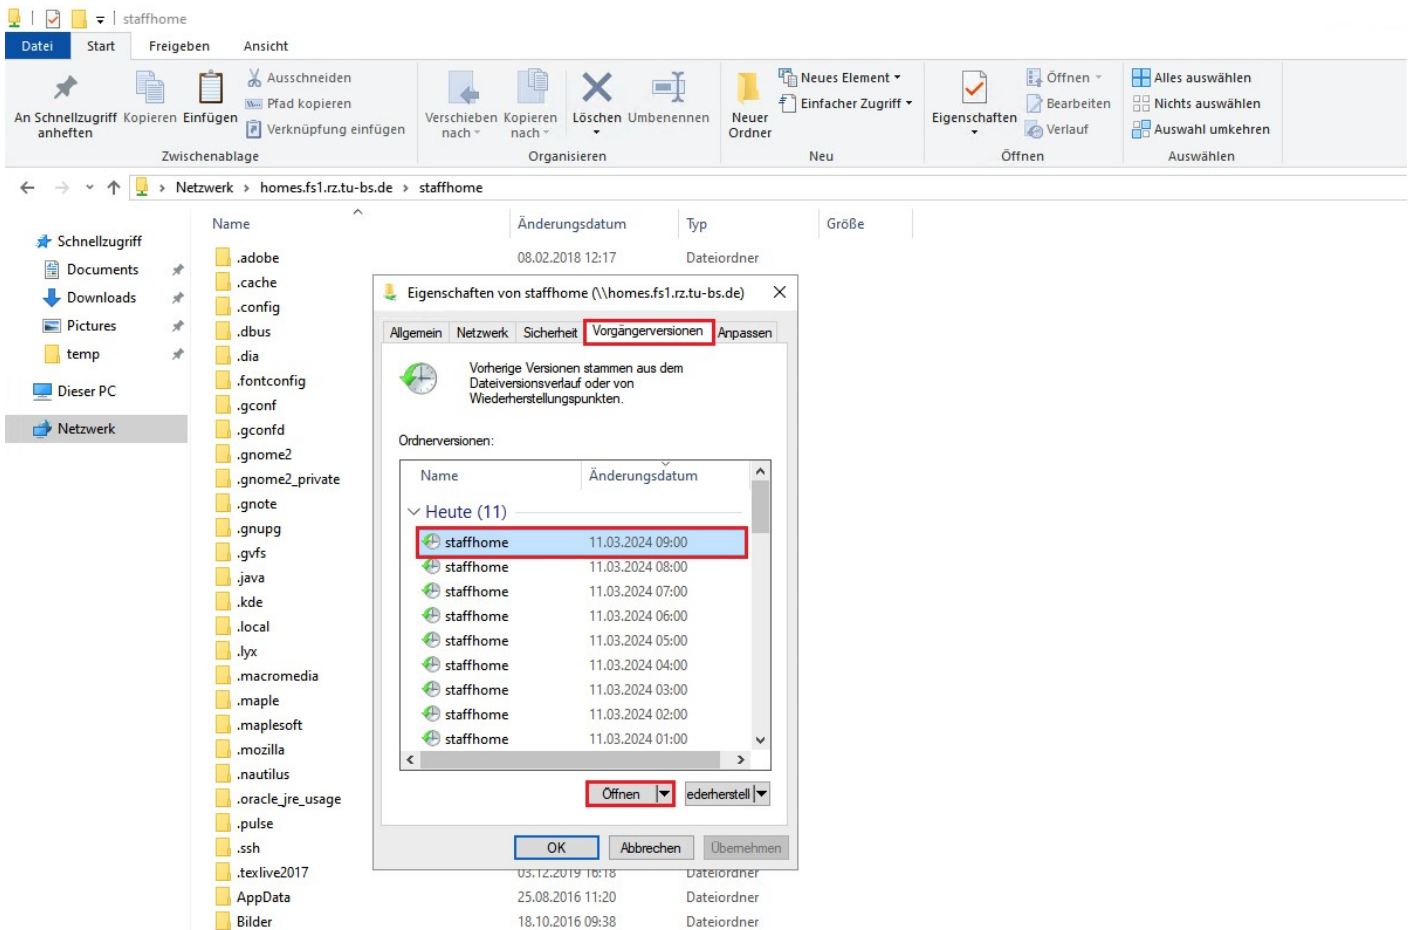 staffhome
Datei Start Freigeben Ansicht
An Schnellzugriff anheften
Kopieren
Einfügen
Ausschneiden
Pfad kopieren
Verknüpfung einfügen
Zwischenablage
Verschieben nach
Kopieren nach
Löschen
Umbenennen
Organisieren
Neuer Ordner
Neues Element
Einfacher Zugriff
Neu
Eigenschaften
Öffnen
Bearbeiten
Verlauf
Öffnen
Alles auswählen
Nichts auswählen
Auswahl umkehren
Auswählen
Netzwerk > homes.fs1.rz.tu-bs.de > staffhome
Schnellzugriff
Documents
Downloads
Pictures
temp
Dieser PC
Netzwerk
Name Änderungsdatum Typ Größe
.adobe 08.02.2018 12:17 Dateiordner
.cache
.config
.dbus
.dia
.fontconfig
.gconf
.gconfd
.gnome2
.gnome2_private
.gnote
.gnupg
.gvfs
.java
.kde
.local
.lyx
.macromedia
.maple
.maplesoft
.mozilla
.nautilus
.oracle_jre_usage
.pulse
.ssh
.texlive2017 03.12.2019 16:18 Dateiordner
AppData 25.08.2016 11:20 Dateiordner
Bilder 18.10.2016 09:38 Dateiordner
Eigenschaften von staffhome (\\homes.fs1.rz.tu-bs.de)
Allgemein Netzwerk Sicherheit Vorgängerversionen Anpassen
Vorherige Versionen stammen aus dem
Dateiversionsverlauf oder von
Wiederherstellungspunkten.
Ordnerversionen:
Name Änderungsdatum
Heute (11)
staffhome 11.03.2024 09:00
staffhome 11.03.2024 08:00
staffhome 11.03.2024 07:00
staffhome 11.03.2024 06:00
staffhome 11.03.2024 05:00
staffhome 11.03.2024 04:00
staffhome 11.03.2024 03:00
staffhome 11.03.2024 02:00
staffhome 11.03.2024 01:00
Öffnen ederherstell
OK Abbrechen Übernehmen